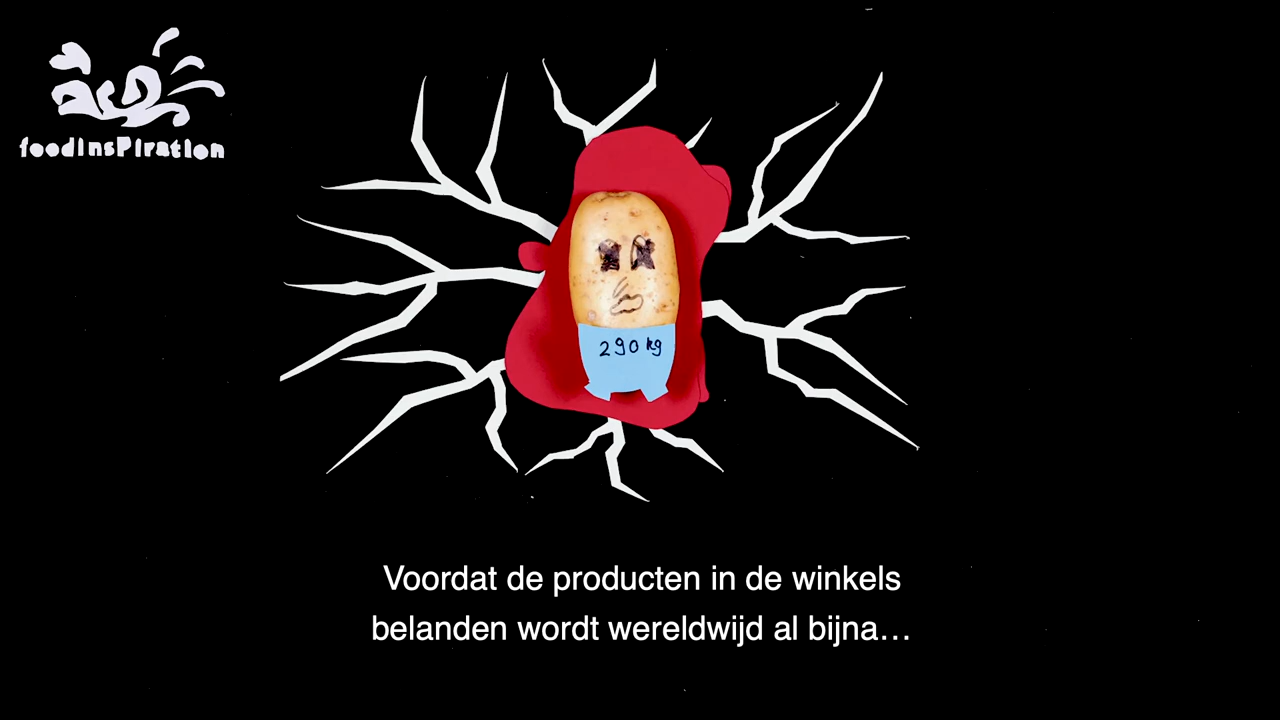 foodinspiration
290 kg
Voordat de producten in de winkels
belanden wordt wereldwijd al bijna…